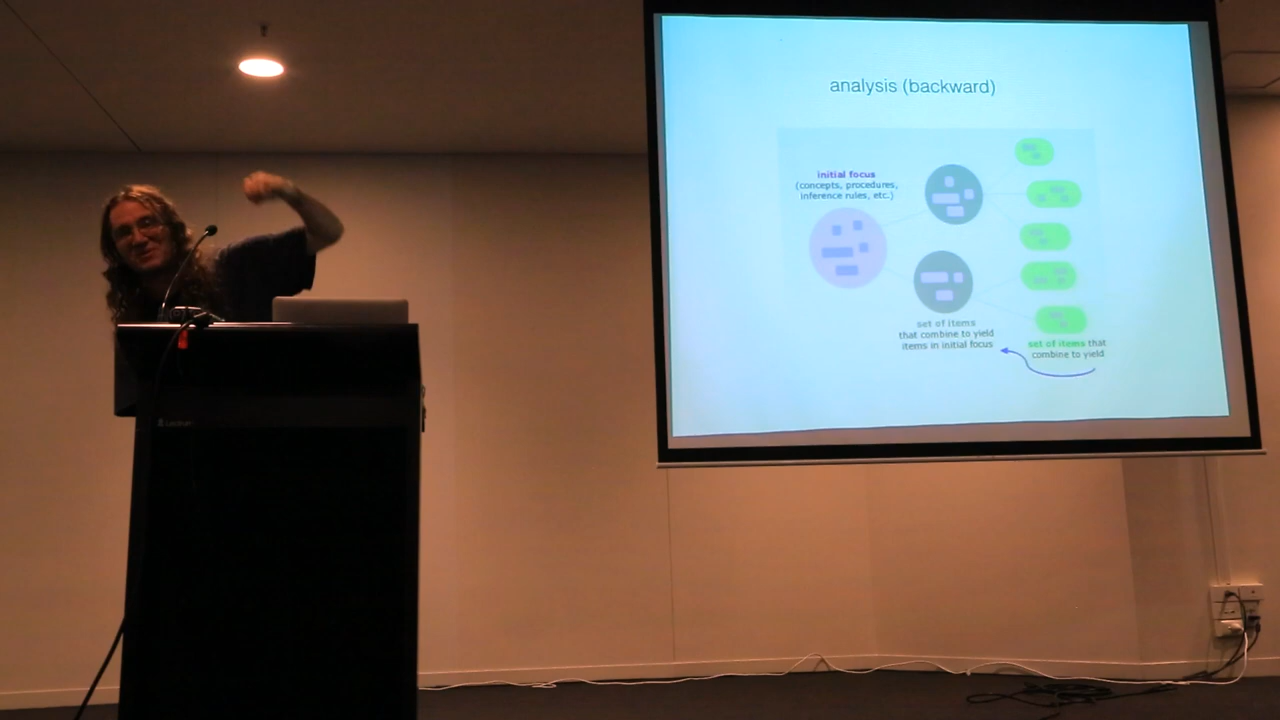 analysis (backward)
initial focus
(concepts, procedures,
inference rules, etc.)
set of items
that combine to yield
items in initial focus
set of items that
combine to yield